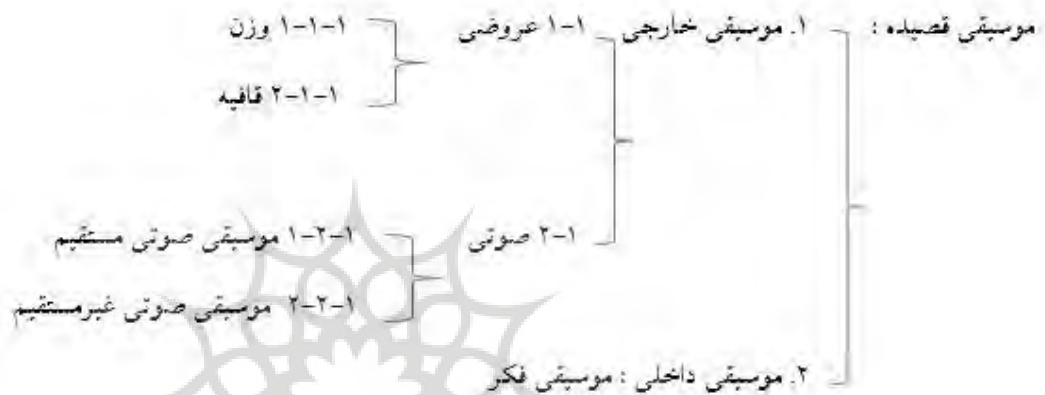 موسیقی قصیده : ۱. موسیقی خارجی ۱-۱ عروضی ۱-۱-۱ وزن
۲-۱-۱ قافیه
۲-۱ صوتی ۱-۲-۱ موسیقی صوتی مستقیم
۲-۲-۱ موسیقی صوتی غیرمستقیم
۲. موسیقی داخلی : موسیقی فکر